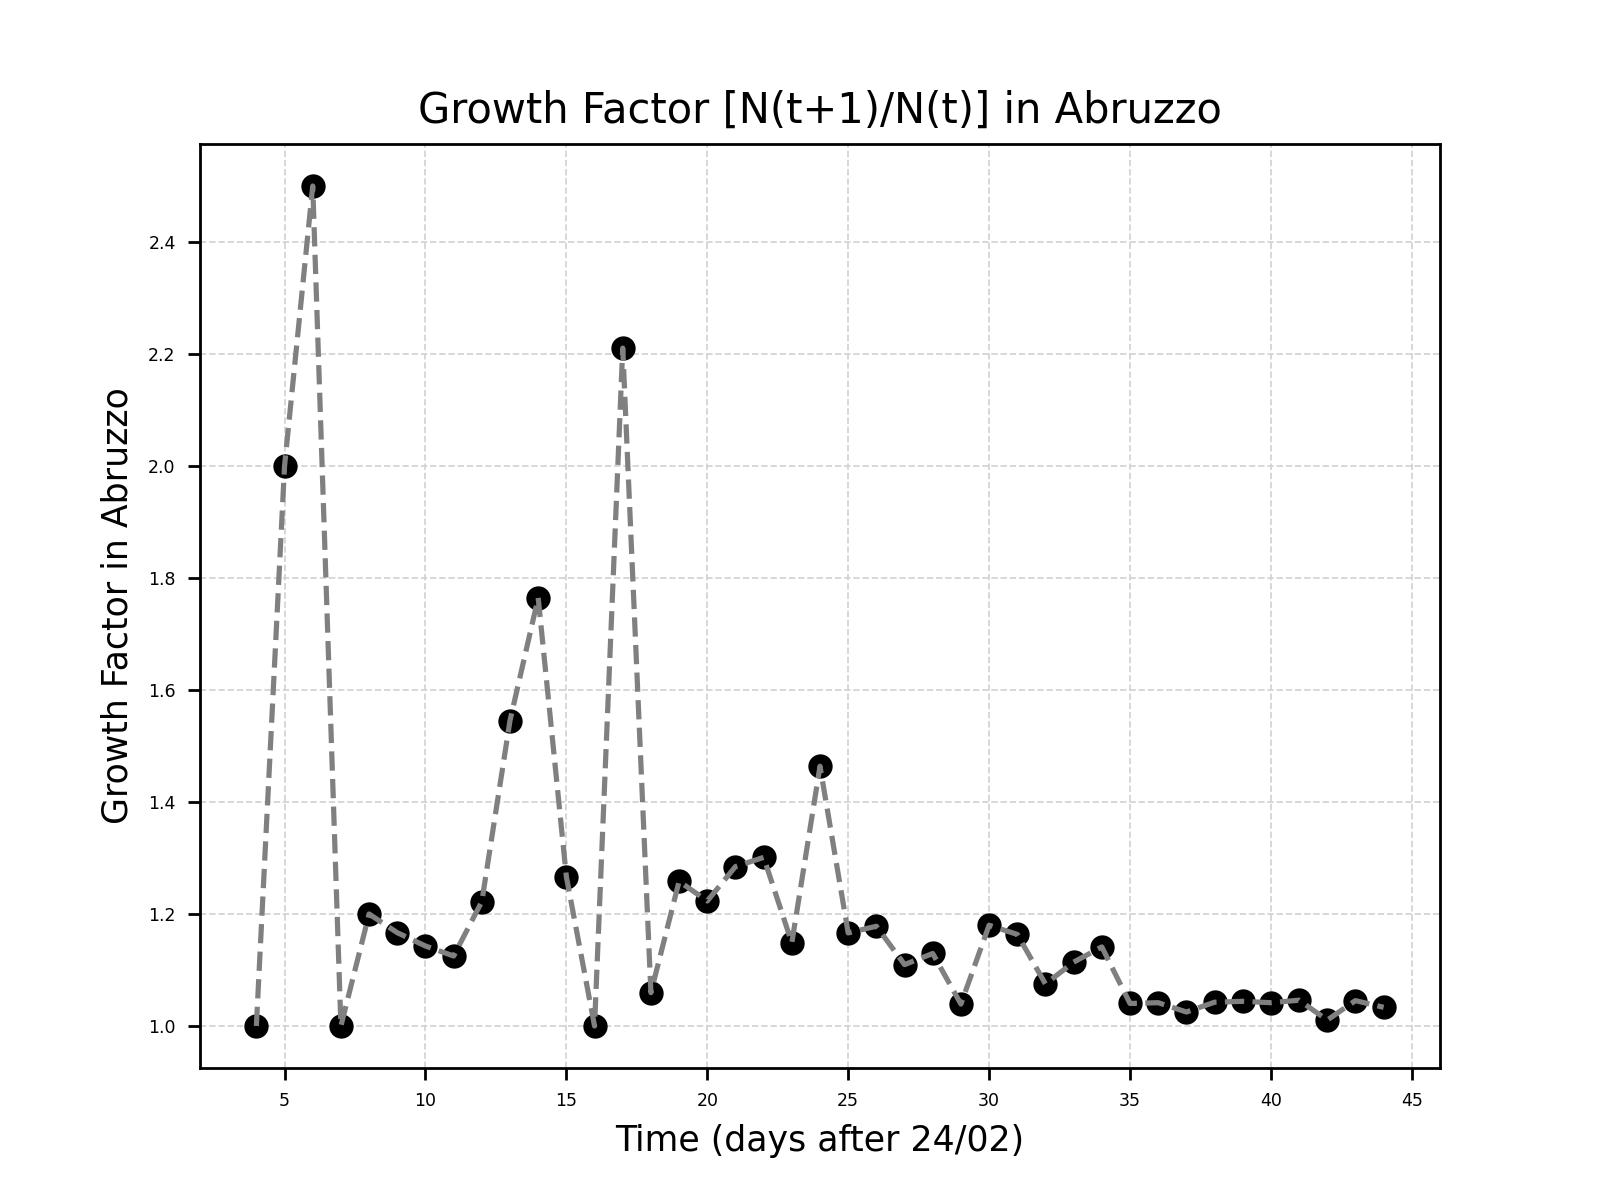 Growth Factor [N(t+1)/N(t)] in Abruzzo
Growth Factor in Abruzzo
2.4
2.2
2.0
1.8
1.6
1.4
1.2
1.0
5 10 15 20 25 30 35 40 45
Time (days after 24/02)